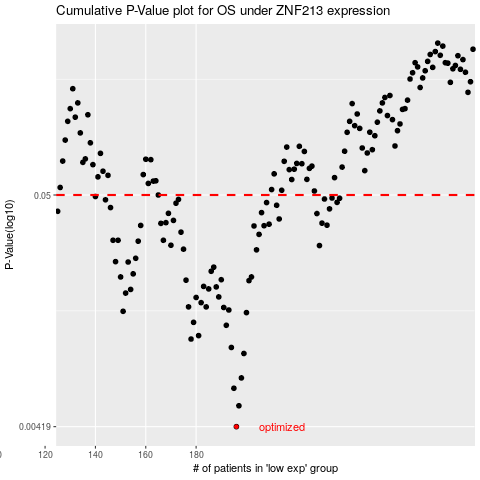 Cumulative P-Value plot for OS under ZNF213 expression
P-Value(log10)
0.05
0.00419
optimized
0 120 140 160 180
# of patients in 'low exp' group